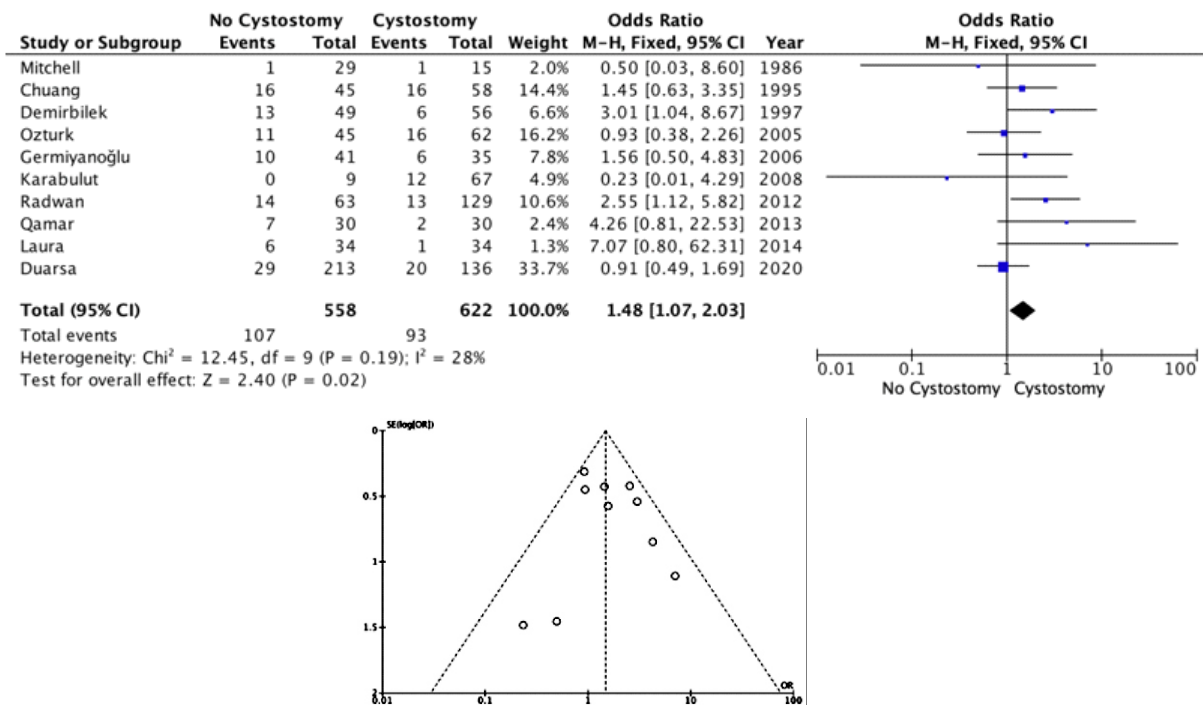 No Cystostomy Cystostomy Odds Ratio Odds Ratio
Study or Subgroup Events Total Events Total Weight M-H, Fixed, 95% CI Year M-H, Fixed, 95% CI
Mitchell 1 29 1 15 2.0% 0.50 [0.03, 8.60] 1986
Chuang 16 45 16 58 14.4% 1.45 [0.63, 3.35] 1995
Demirbilek 13 49 6 56 6.6% 3.01 [1.04, 8.67] 1997
Ozturk 11 45 16 62 16.2% 0.93 [0.38, 2.26] 2005
Germiyanoğlu 10 41 6 35 7.8% 1.56 [0.50, 4.83] 2006
Karabulut 0 9 12 67 4.9% 0.23 [0.01, 4.29] 2008
Radwan 14 63 13 129 10.6% 2.55 [1.12, 5.82] 2012
Qamar 7 30 2 30 2.4% 4.26 [0.81, 22.53] 2013
Laura 6 34 1 34 1.3% 7.07 [0.80, 62.31] 2014
Duarsa 29 213 20 136 33.7% 0.91 [0.49, 1.69] 2020
Total (95% CI) 558 622 100.0% 1.48 [1.07, 2.03]
Total events 107 93
Heterogeneity: Chi² = 12.45, df = 9 (P = 0.19); I² = 28%
Test for overall effect: Z = 2.40 (P = 0.02)
0.01 0.1 1 10 100
No Cystostomy Cystostomy
SE(log[OR])
0
0.5
1
1.5
2
OR
0.01 0.1 1 10 100